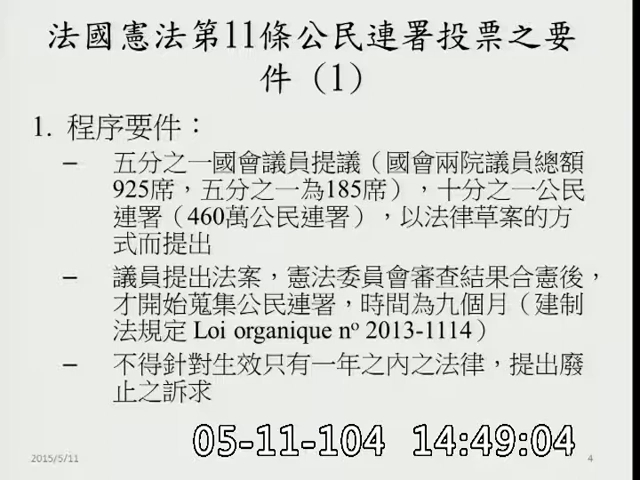 法國憲法第11條公民連署投票之要
件（1）
1. 程序要件：
– 五分之一國會議員提議（國會兩院議員總額
925席，五分之一為185席），十分之一公民
連署（460萬公民連署），以法律草案的方
式而提出
– 議員提出法案，憲法委員會審查結果合憲後，
才開始蒐集公民連署，時間為九個月（建制
法規定 Loi organique nº 2013-1114）
– 不得針對生效只有一年之內之法律，提出廢
止之訴求
05-11-104 14:49:04
2015/5/11
4